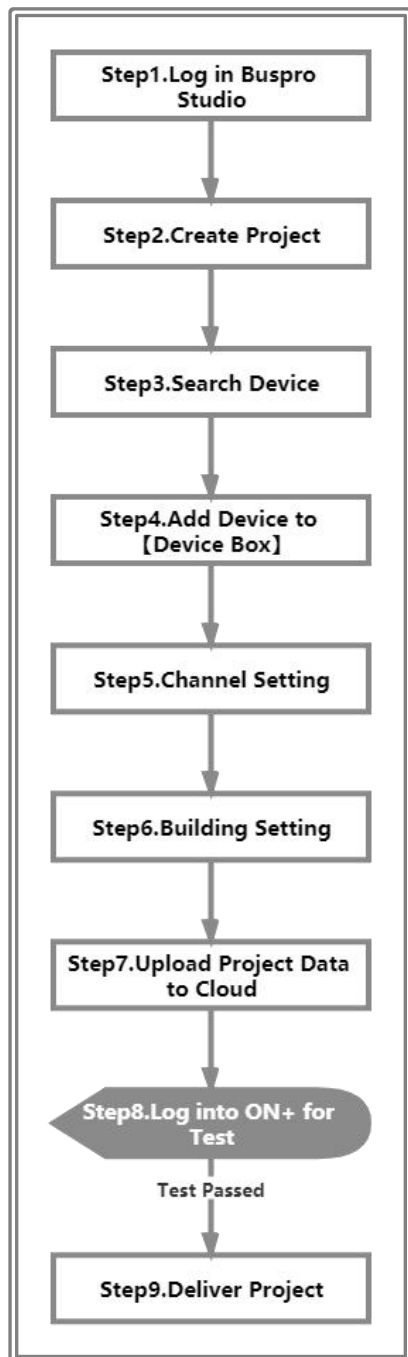 Step1.Log in Buspro
Studio
Step2.Create Project
Step3.Search Device
Step4.Add Device to
【Device Box】
Step5.Channel Setting
Step6.Building Setting
Step7.Upload Project Data
to Cloud
Step8.Log into ON+ for
Test
Test Passed
Step9.Deliver Project